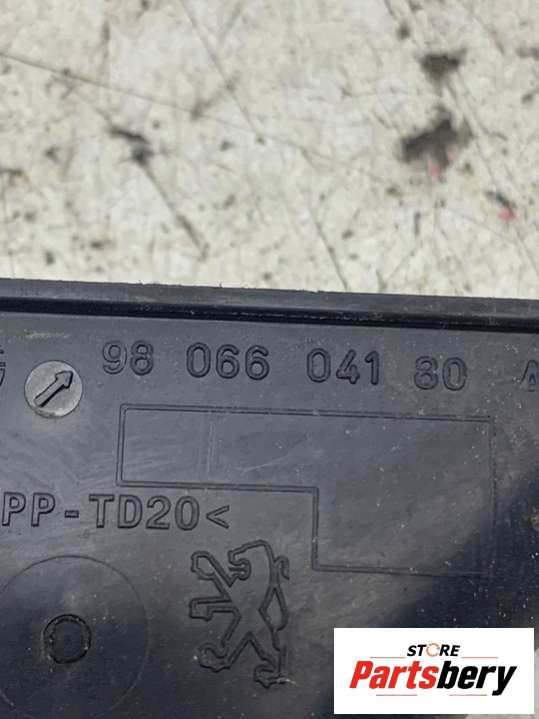 98 066 041 80
PP-TD20<
STORE
Partsbery